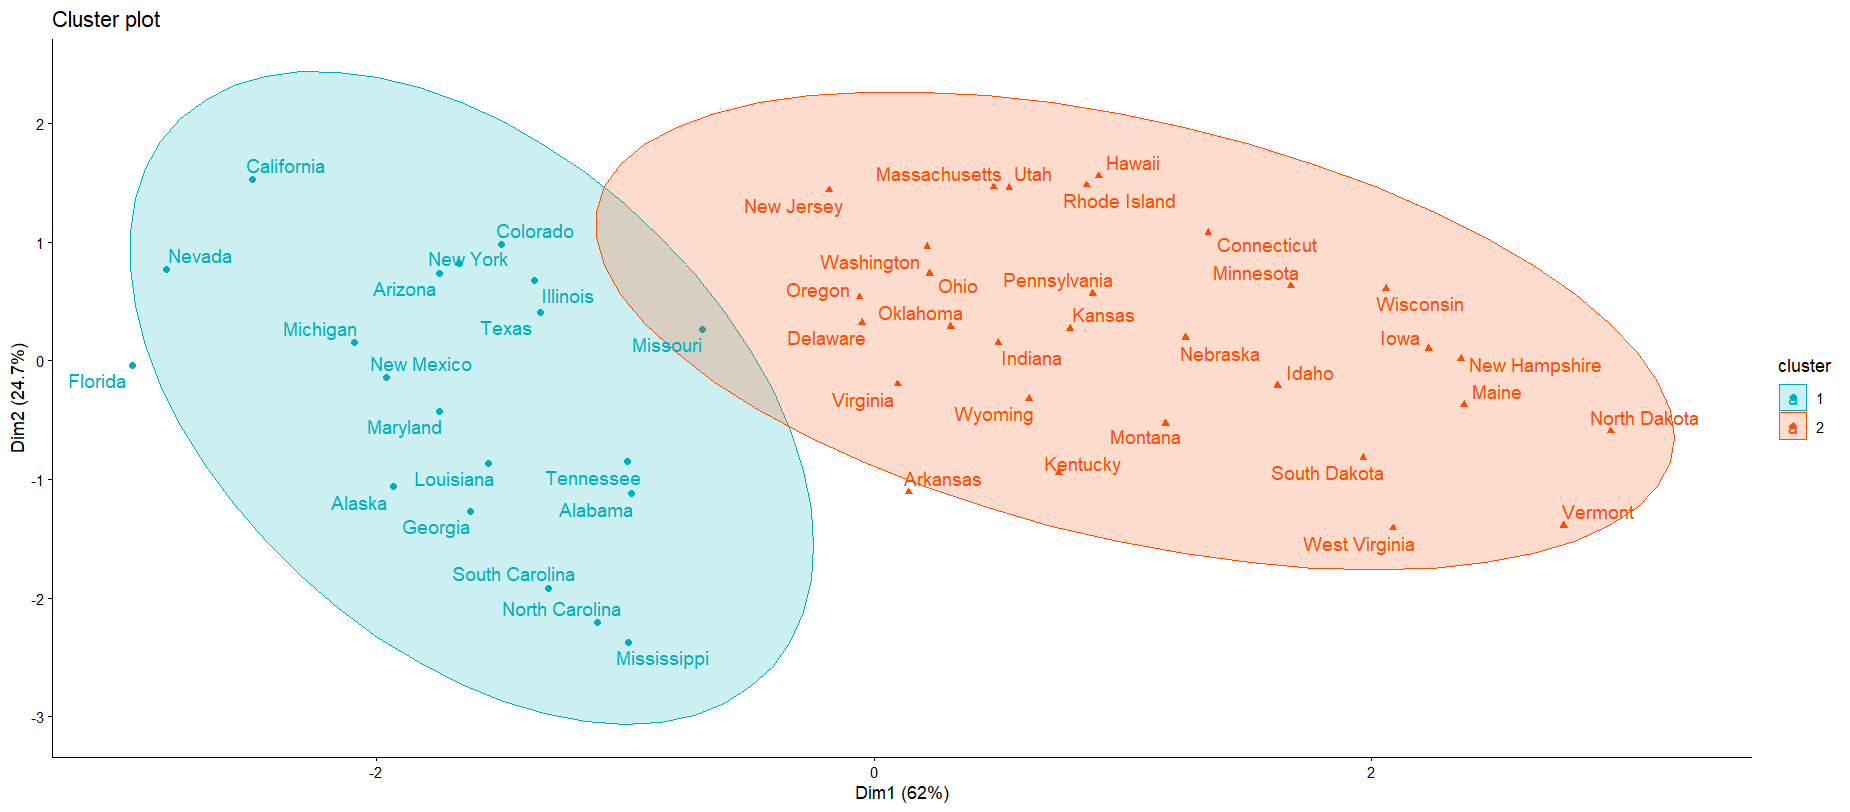 Cluster plot
Dim2 (24.7%)
2
1
0
-1
-2
-3
California
Hawaii
Massachusetts
Utah
Rhode Island
New Jersey
Colorado
Connecticut
Nevada
New York
Washington
Minnesota
Pennsylvania
Arizona
Ohio
Oregon
Illinois
Wisconsin
Oklahoma
Kansas
Michigan
Texas
Delaware
Iowa
Missouri
Nebraska
Indiana
New Mexico
New Hampshire
Idaho
Florida
Maine
Virginia
Wyoming
North Dakota
Maryland
Montana
Kentucky
South Dakota
Louisiana
Tennessee
Arkansas
Alaska
Alabama
Vermont
Georgia
West Virginia
South Carolina
North Carolina
Mississippi
-2
0
2
Dim1 (62%)
cluster
a 1
a 2